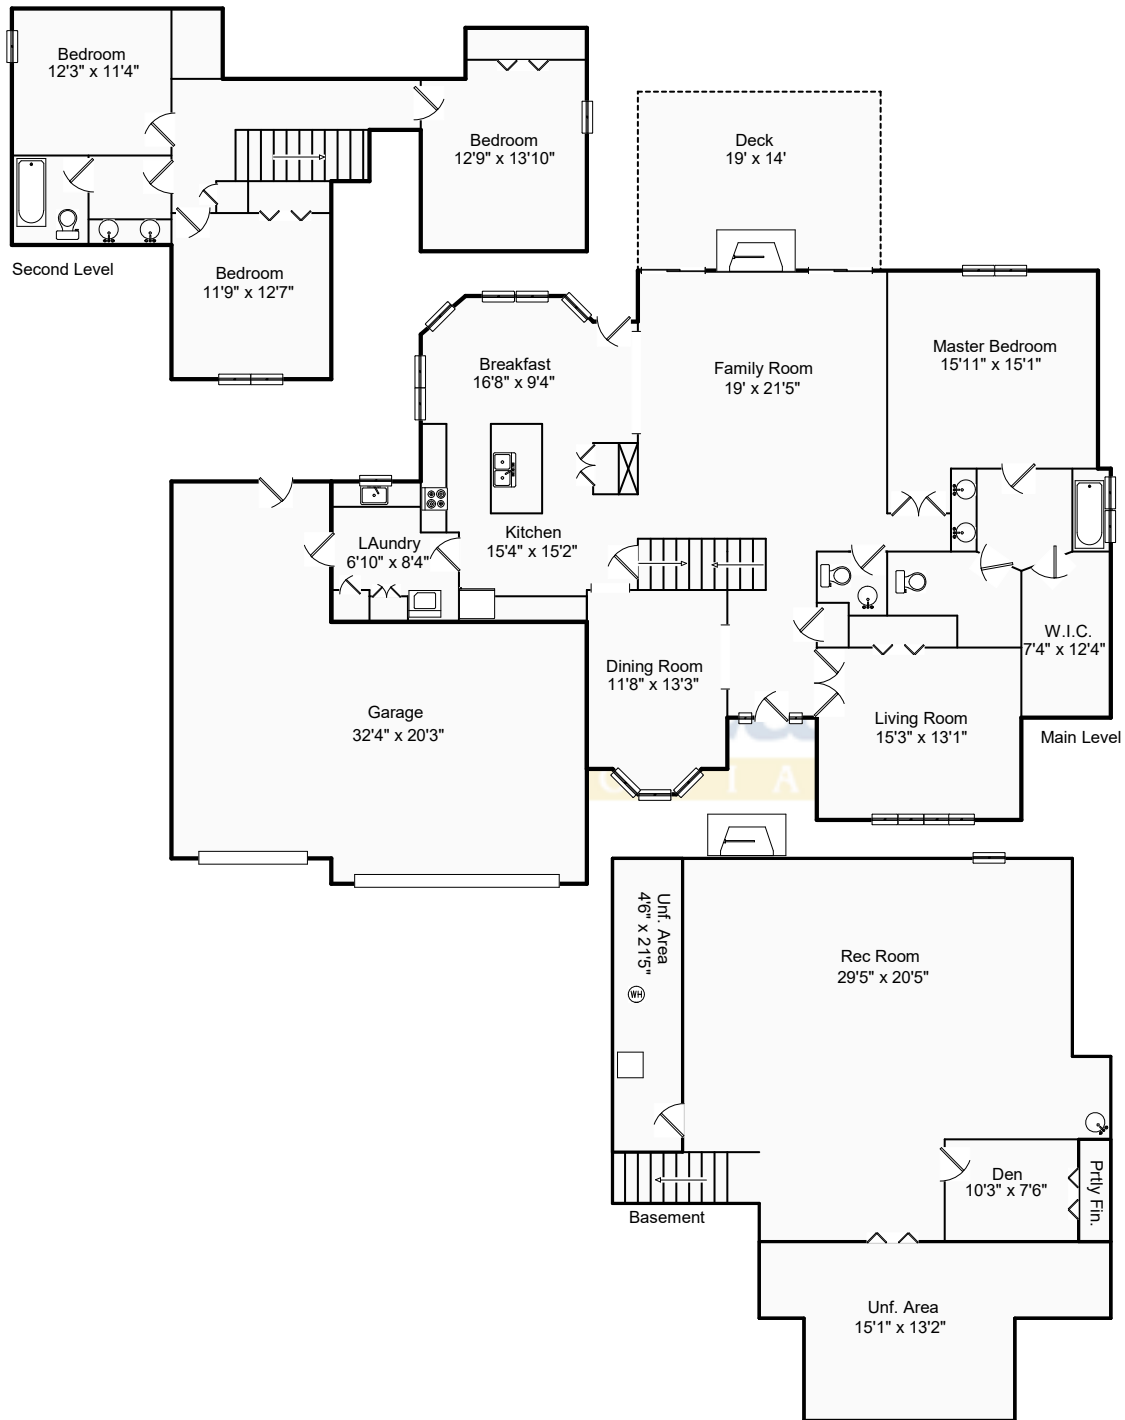 Bedroom
12'3" x 11'4"
Bedroom
12'9" x 13'10"
Deck
19' x 14'
Second Level
Bedroom
11'9" x 12'7"
Breakfast
16'8" x 9'4"
Family Room
19' x 21'5"
Master Bedroom
15'11" x 15'1"
Kitchen
15'4" x 15'2"
LAundry
6'10" x 8'4"
W.I.C.
7'4" x 12'4"
Dining Room
11'8" x 13'3"
Garage
32'4" x 20'3"
Living Room
15'3" x 13'1"
Main Level
Unf. Area
4'6" x 21'5"
WH
Rec Room
29'5" x 20'5"
Den
10'3" x 7'6"
Prtly Fin.
Basement
Unf. Area
15'1" x 13'2"